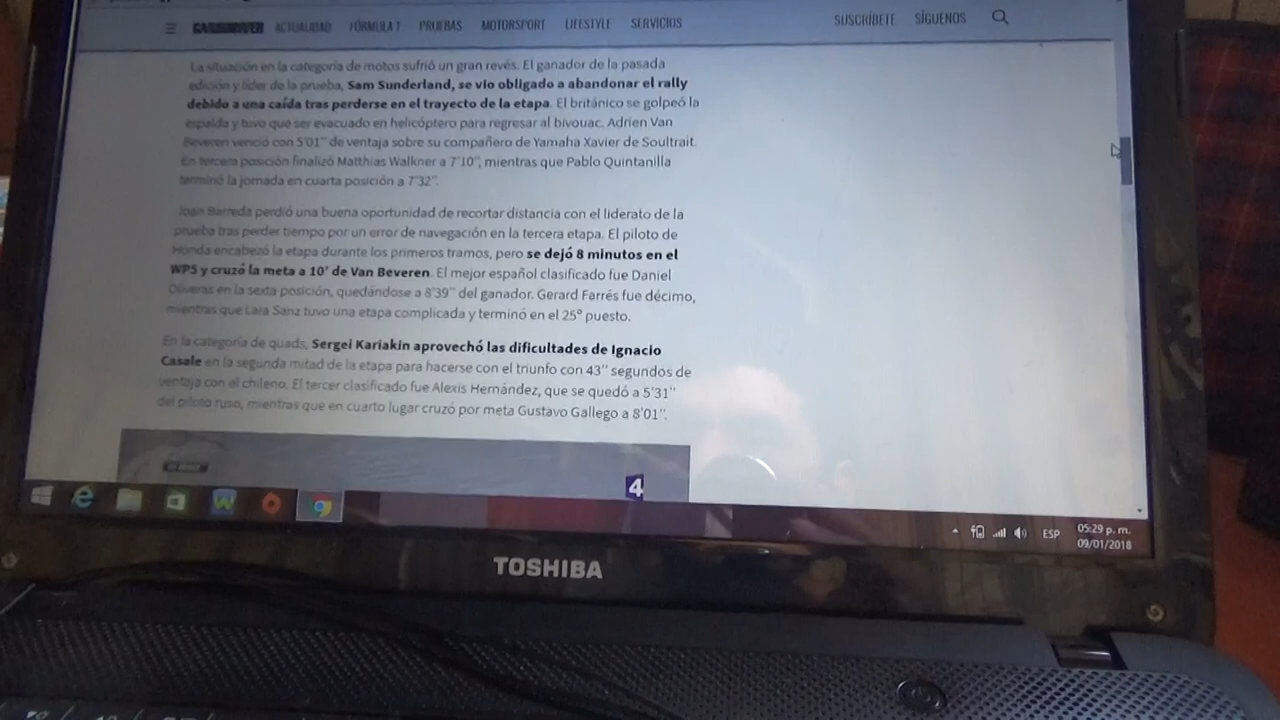 CARANDDRIVER ACTUALIDAD FÓRMULA 1 PRUEBAS MOTORSPORT LIFESTYLE SERVICIOS SUSCRÍBETE SÍGUENOS
La situación en la categoría de motos sufrió un gran revés. El ganador de la pasada
edición y líder de la prueba, Sam Sunderland, se vio obligado a abandonar el rally
debido a una caída tras perderse en el trayecto de la etapa. El británico se golpeó la
espalda y tuvo que ser evacuado en helicóptero para regresar al bivouac. Adrien Van
Beveren venció con 5'01'' de ventaja sobre su compañero de Yamaha Xavier de Soultrait.
En tercera posición finalizó Matthias Walkner a 7'10'', mientras que Pablo Quintanilla
terminó la jornada en cuarta posición a 7'32''.
Joan Barreda perdió una buena oportunidad de recortar distancia con el liderato de la
prueba tras perder tiempo por un error de navegación en la tercera etapa. El piloto de
Honda encabezó la etapa durante los primeros tramos, pero se dejó 8 minutos en el
WP5 y cruzó la meta a 10' de Van Beveren. El mejor español clasificado fue Daniel
Oliveras en la sexta posición, quedándose a 8'39'' del ganador. Gerard Farrés fue décimo,
mientras que Laia Sanz tuvo una etapa complicada y terminó en el 25º puesto.
En la categoría de quads, Sergei Kariakin aprovechó las dificultades de Ignacio
Casale en la segunda mitad de la etapa para hacerse con el triunfo con 43'' segundos de
ventaja con el chileno. El tercer clasificado fue Alexis Hernández, que se quedó a 5'31''
del piloto ruso, mientras que en cuarto lugar cruzó por meta Gustavo Gallego a 8'01''.
4
ESP
05:29 p. m.
09/01/2018
TOSHIBA